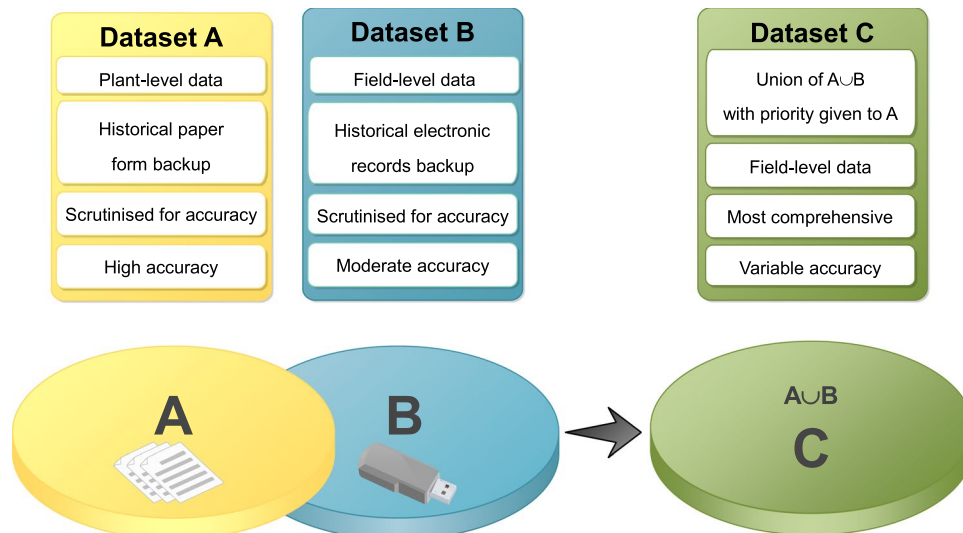 Dataset A
Plant-level data
Historical paper
form backup
Scrutinised for accuracy
High accuracy
Dataset B
Field-level data
Historical electronic
records backup
Scrutinised for accuracy
Moderate accuracy
Dataset C
Union of A∪B
with priority given to A
Field-level data
Most comprehensive
Variable accuracy
A
B
A∪B
C